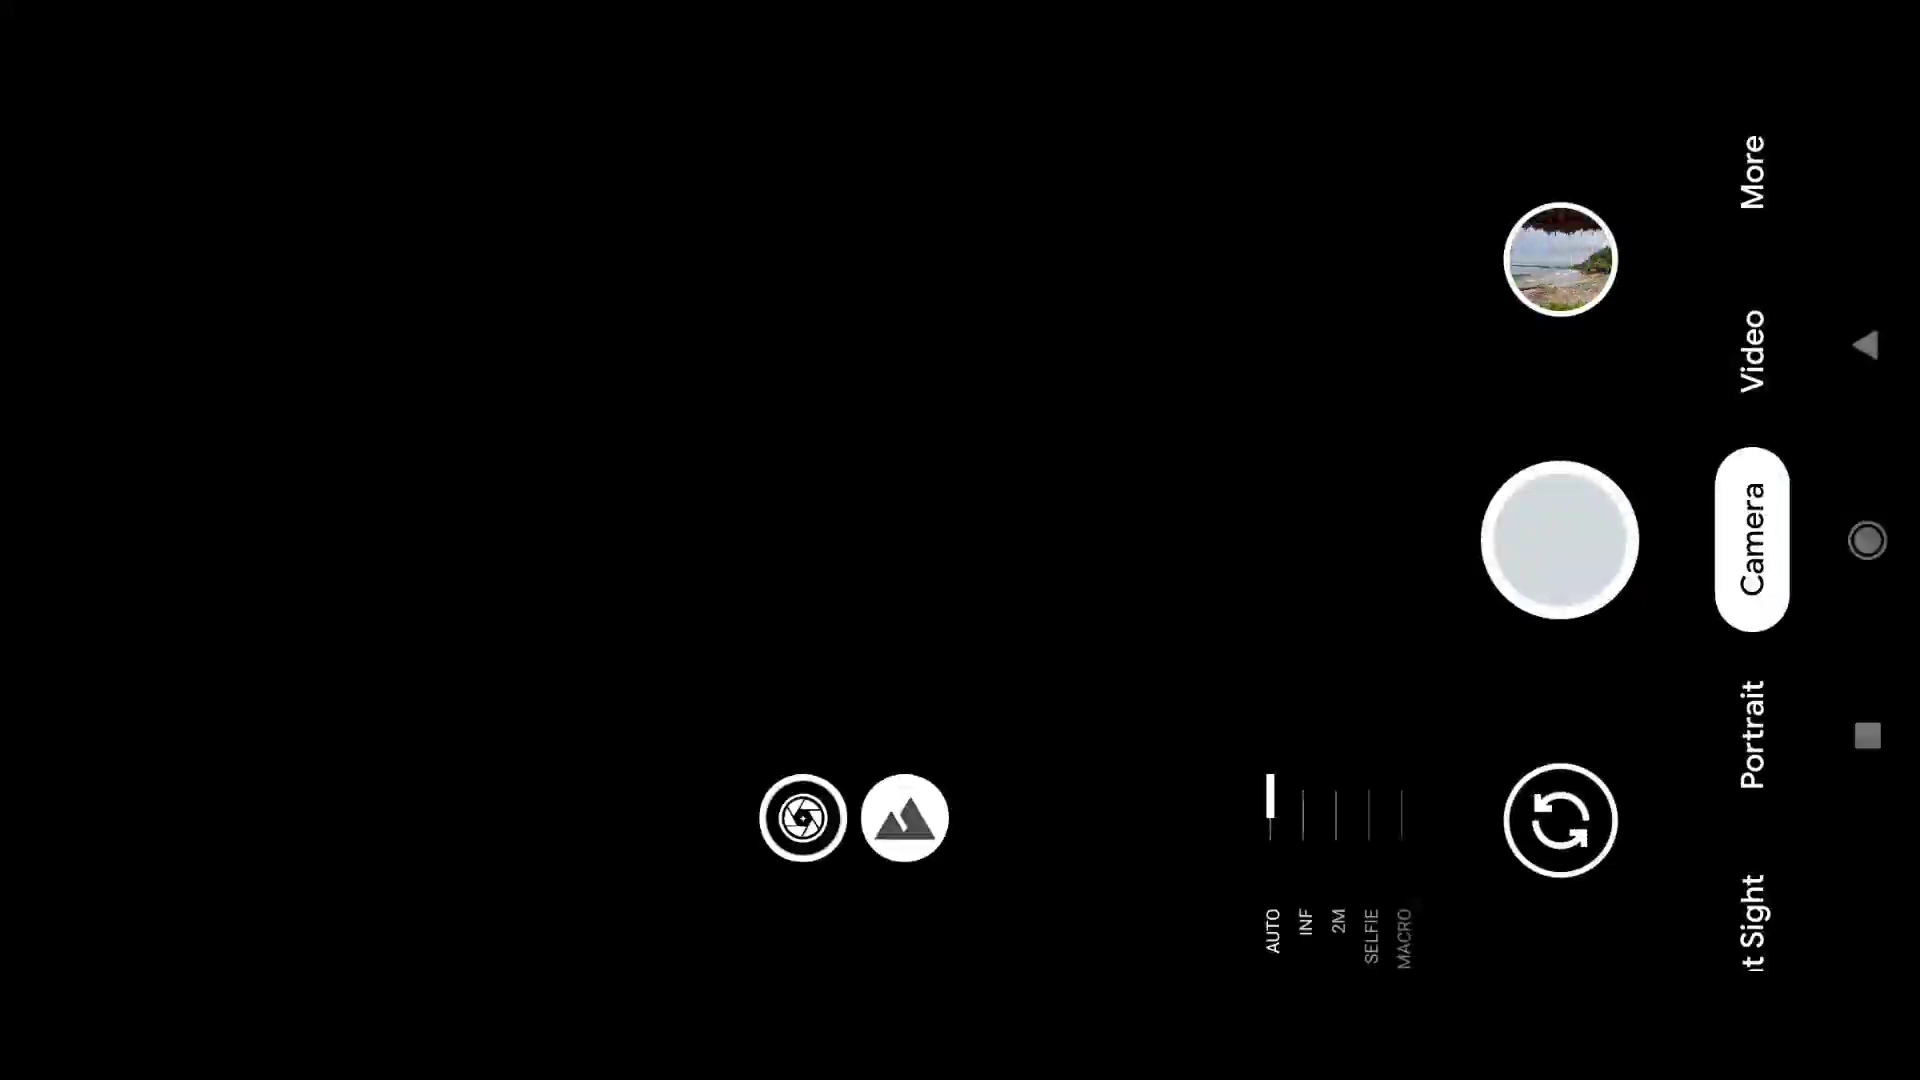 AUTO
INF
2M
SELFIE
MACRO
t Sight
Portrait
Camera
Video
More